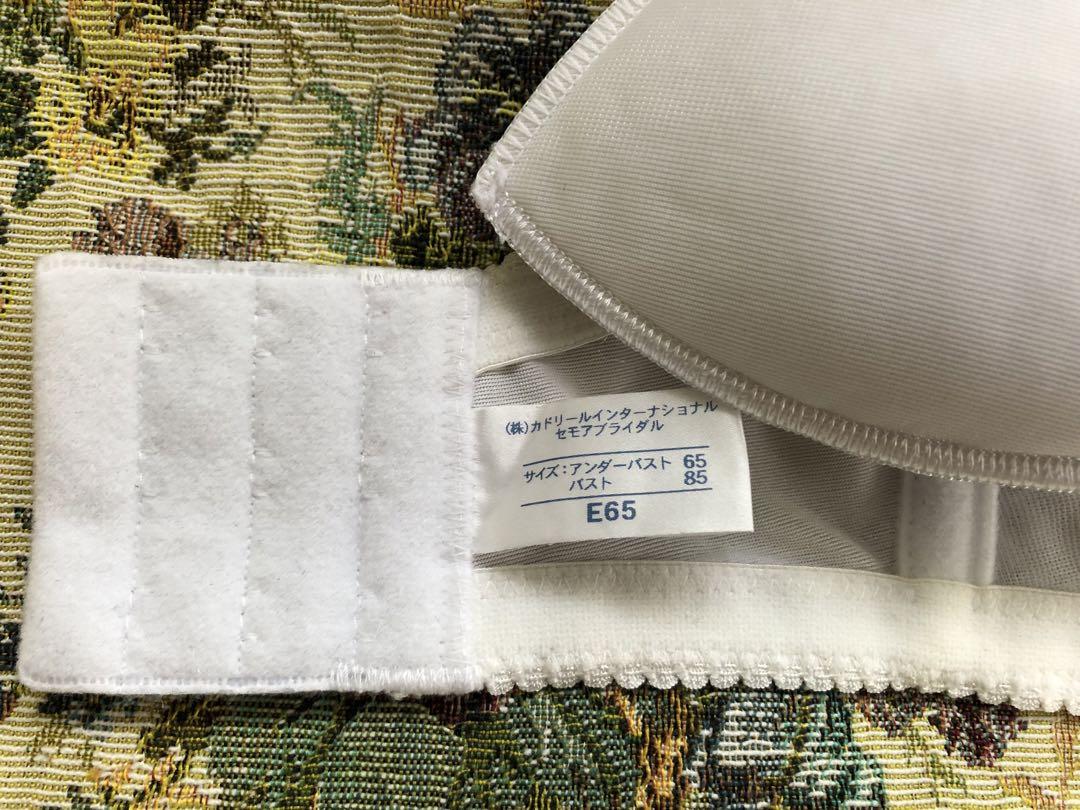 (株)カドリールインターナショナル
セモアブライダル
サイズ：アンダーバスト 65
バスト 85
E65